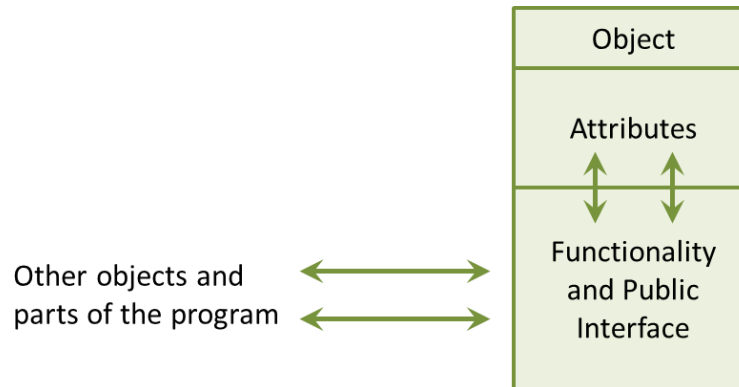 Object
Attributes
Functionality
and Public
Interface
Other objects and
parts of the program